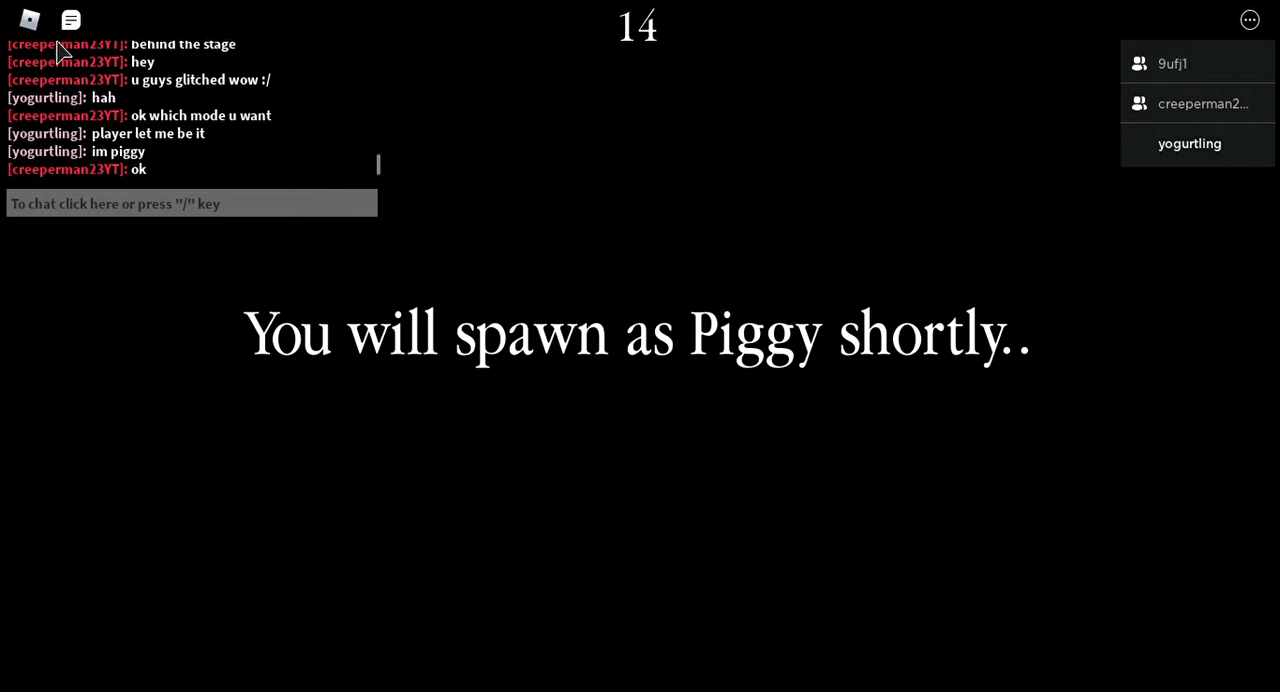 14
[creeperman23YT]: behind the stage
[creeperman23YT]: hey
[creeperman23YT]: u guys glitched wow :/
[yogurtling]: hah
[creeperman23YT]: ok which mode u want
[yogurtling]: player let me be it
[yogurtling]: im piggy
[creeperman23YT]: ok
To chat click here or press "/" key
9ufj1
creeperman2...
yogurtling
You will spawn as Piggy shortly..